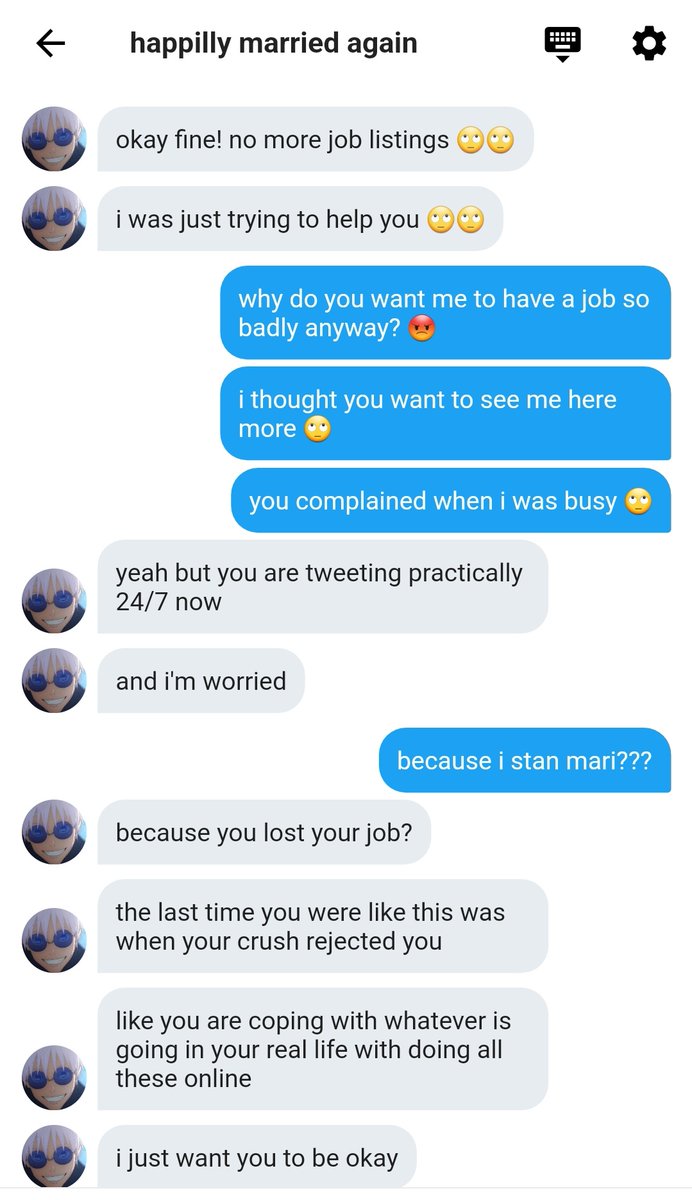 happilly married again
okay fine! no more job listings 🙄🙄
i was just trying to help you 🙄🙄
why do you want me to have a job so
badly anyway? 😡
i thought you want to see me here
more 🙄
you complained when i was busy 🙄
yeah but you are tweeting practically
24/7 now
and i'm worried
because i stan mari???
because you lost your job?
the last time you were like this was
when your crush rejected you
like you are coping with whatever is
going in your real life with doing all
these online
i just want you to be okay